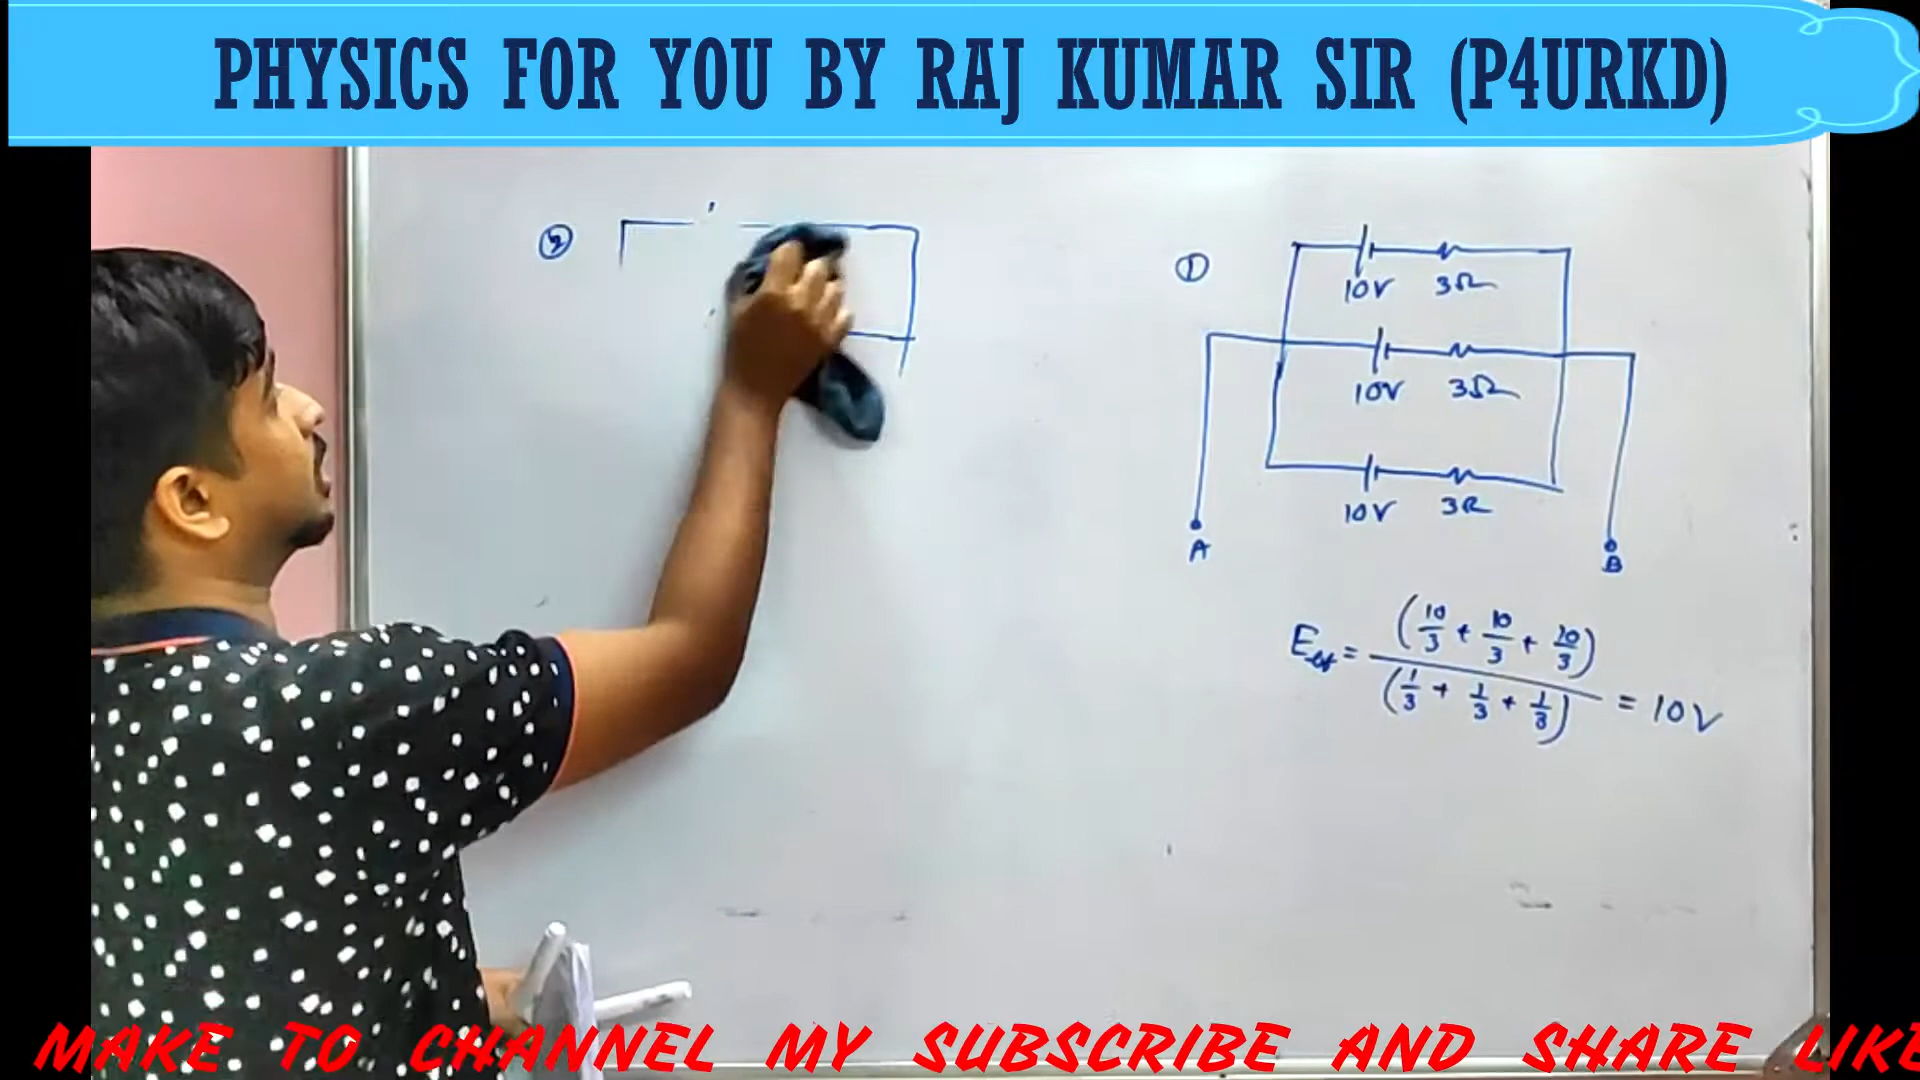 PHYSICS FOR YOU BY RAJ KUMAR SIR (P4URKD)
②
①
10V 3Ω
10V 3Ω
10V 3Ω
A
B
E = (10/3 + 10/3 + 10/3) / (1/3 + 1/3 + 1/3) = 10V
MAKE TO CHANNEL MY SUBSCRIBE AND SHARE LIKE